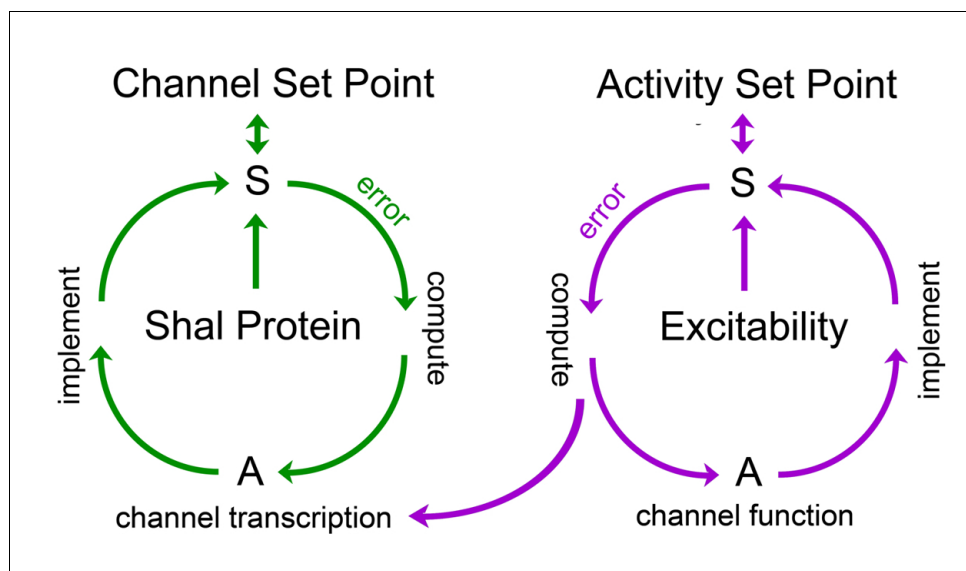 Channel Set Point
S
error
compute
Shal Protein
implement
A
channel transcription
Activity Set Point
S
error
compute
Excitability
implement
A
channel function